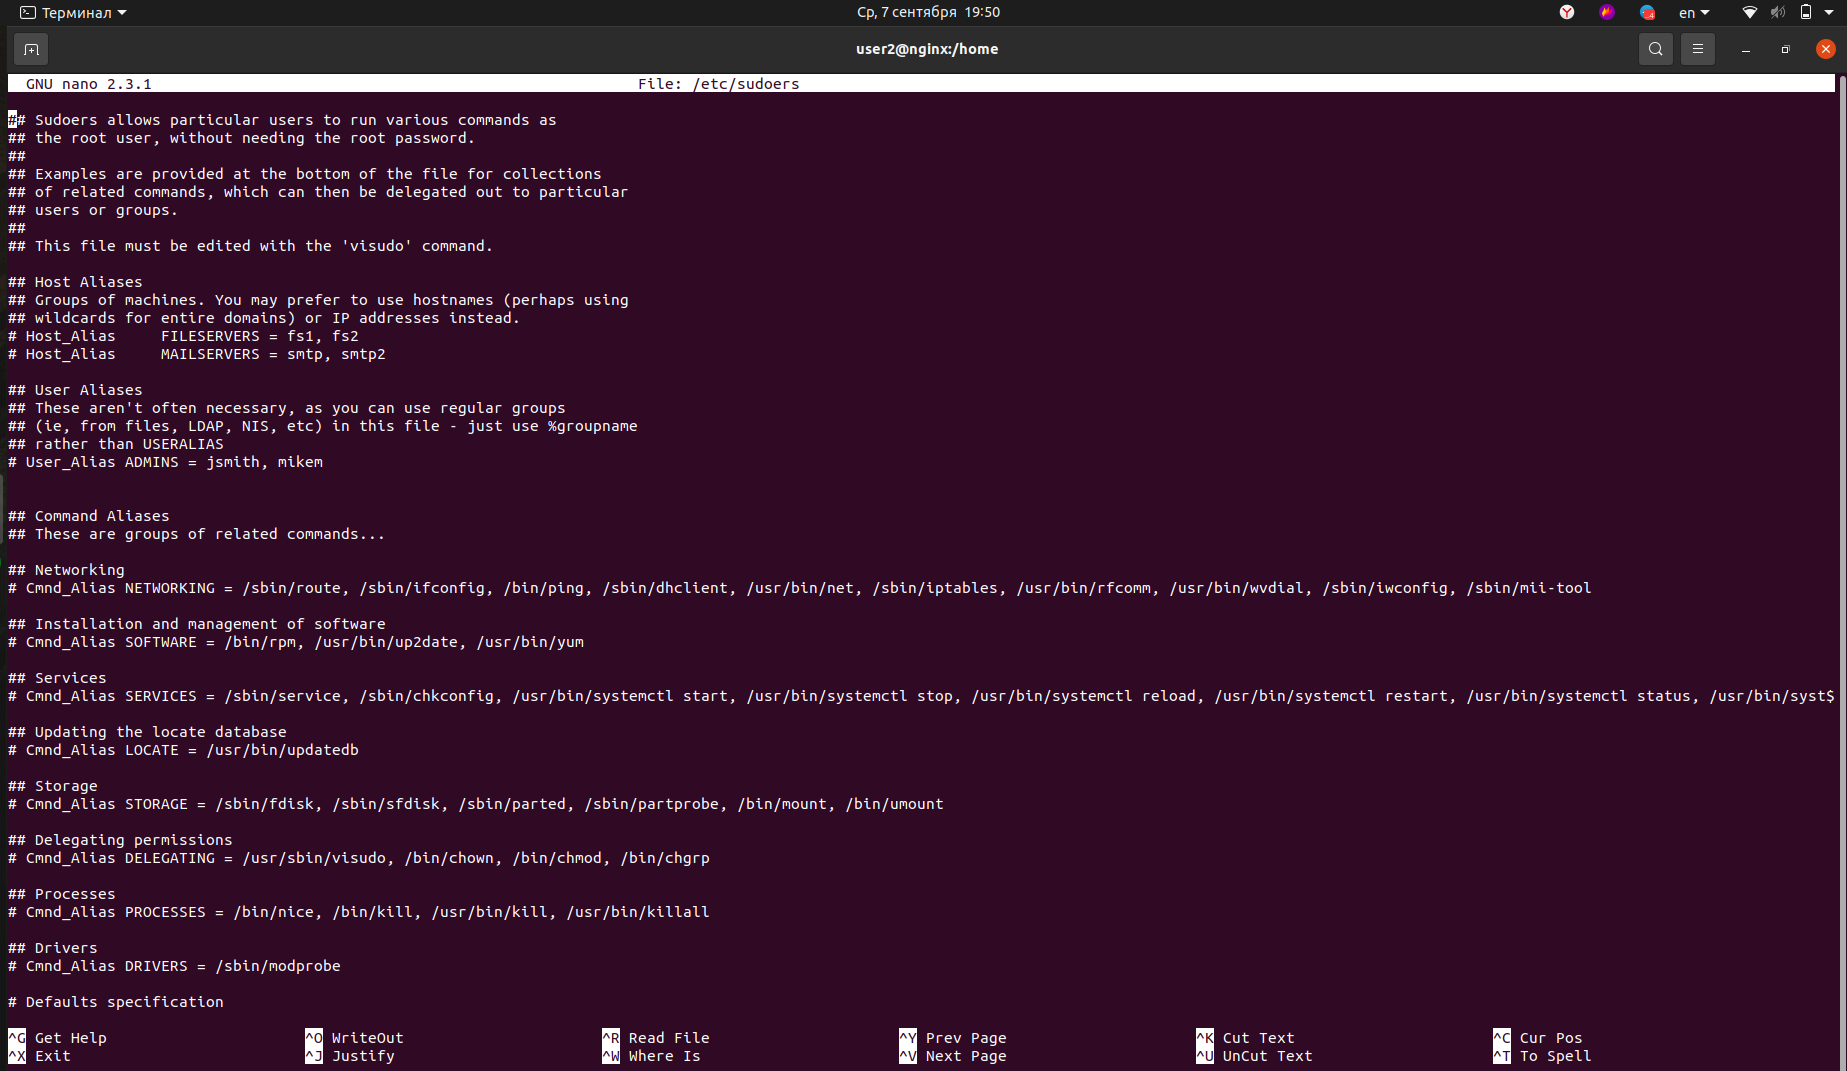 Терминал
Ср, 7 сентября 19:50
en
user2@nginx:/home
GNU nano 2.3.1 File: /etc/sudoers
## Sudoers allows particular users to run various commands as
## the root user, without needing the root password.
##
## Examples are provided at the bottom of the file for collections
## of related commands, which can then be delegated out to particular
## users or groups.
##
## This file must be edited with the 'visudo' command.
## Host Aliases
## Groups of machines. You may prefer to use hostnames (perhaps using
## wildcards for entire domains) or IP addresses instead.
# Host_Alias     FILESERVERS = fs1, fs2
# Host_Alias     MAILSERVERS = smtp, smtp2
## User Aliases
## These aren't often necessary, as you can use regular groups
## (ie, from files, LDAP, NIS, etc) in this file - just use %groupname
## rather than USERALIAS
# User_Alias ADMINS = jsmith, mikem
## Command Aliases
## These are groups of related commands...
## Networking
# Cmnd_Alias NETWORKING = /sbin/route, /sbin/ifconfig, /bin/ping, /sbin/dhclient, /usr/bin/net, /sbin/iptables, /usr/bin/rfcomm, /usr/bin/wvdial, /sbin/iwconfig, /sbin/mii-tool
## Installation and management of software
# Cmnd_Alias SOFTWARE = /bin/rpm, /usr/bin/up2date, /usr/bin/yum
## Services
# Cmnd_Alias SERVICES = /sbin/service, /sbin/chkconfig, /usr/bin/systemctl start, /usr/bin/systemctl stop, /usr/bin/systemctl reload, /usr/bin/systemctl restart, /usr/bin/systemctl status, /usr/bin/syst$
## Updating the locate database
# Cmnd_Alias LOCATE = /usr/bin/updatedb
## Storage
# Cmnd_Alias STORAGE = /sbin/fdisk, /sbin/sfdisk, /sbin/parted, /sbin/partprobe, /bin/mount, /bin/umount
## Delegating permissions
# Cmnd_Alias DELEGATING = /usr/sbin/visudo, /bin/chown, /bin/chmod, /bin/chgrp
## Processes
# Cmnd_Alias PROCESSES = /bin/nice, /bin/kill, /usr/bin/kill, /usr/bin/killall
## Drivers
# Cmnd_Alias DRIVERS = /sbin/modprobe
# Defaults specification
^G Get Help ^O WriteOut ^R Read File ^Y Prev Page ^K Cut Text ^C Cur Pos
^X Exit ^J Justify ^W Where Is ^V Next Page ^U UnCut Text ^T To Spell